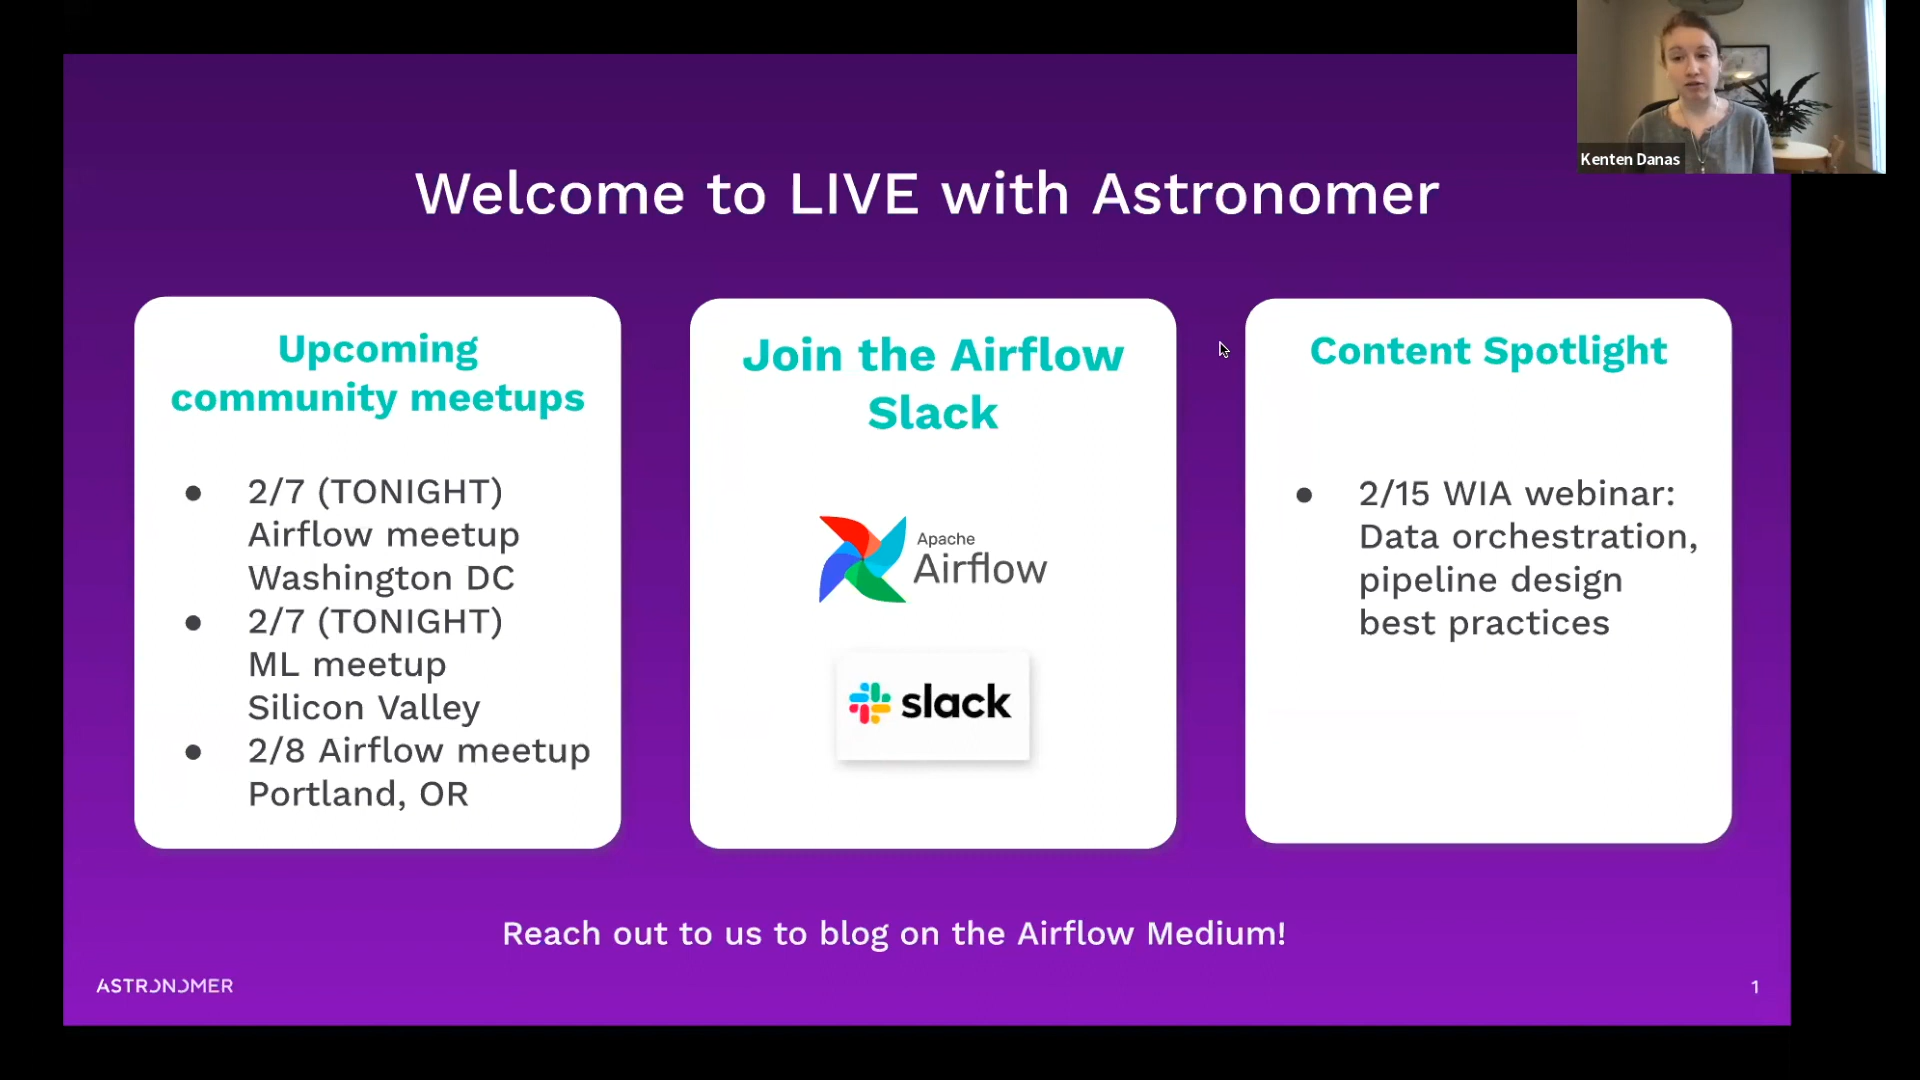 Kenten Danas
Welcome to LIVE with Astronomer
Upcoming
community meetups
● 2/7 (TONIGHT)
Airflow meetup
Washington DC
● 2/7 (TONIGHT)
ML meetup
Silicon Valley
● 2/8 Airflow meetup
Portland, OR
Join the Airflow
Slack
Apache
Airflow
slack
Content Spotlight
● 2/15 WIA webinar:
Data orchestration,
pipeline design
best practices
Reach out to us to blog on the Airflow Medium!
ASTRONOMER
1